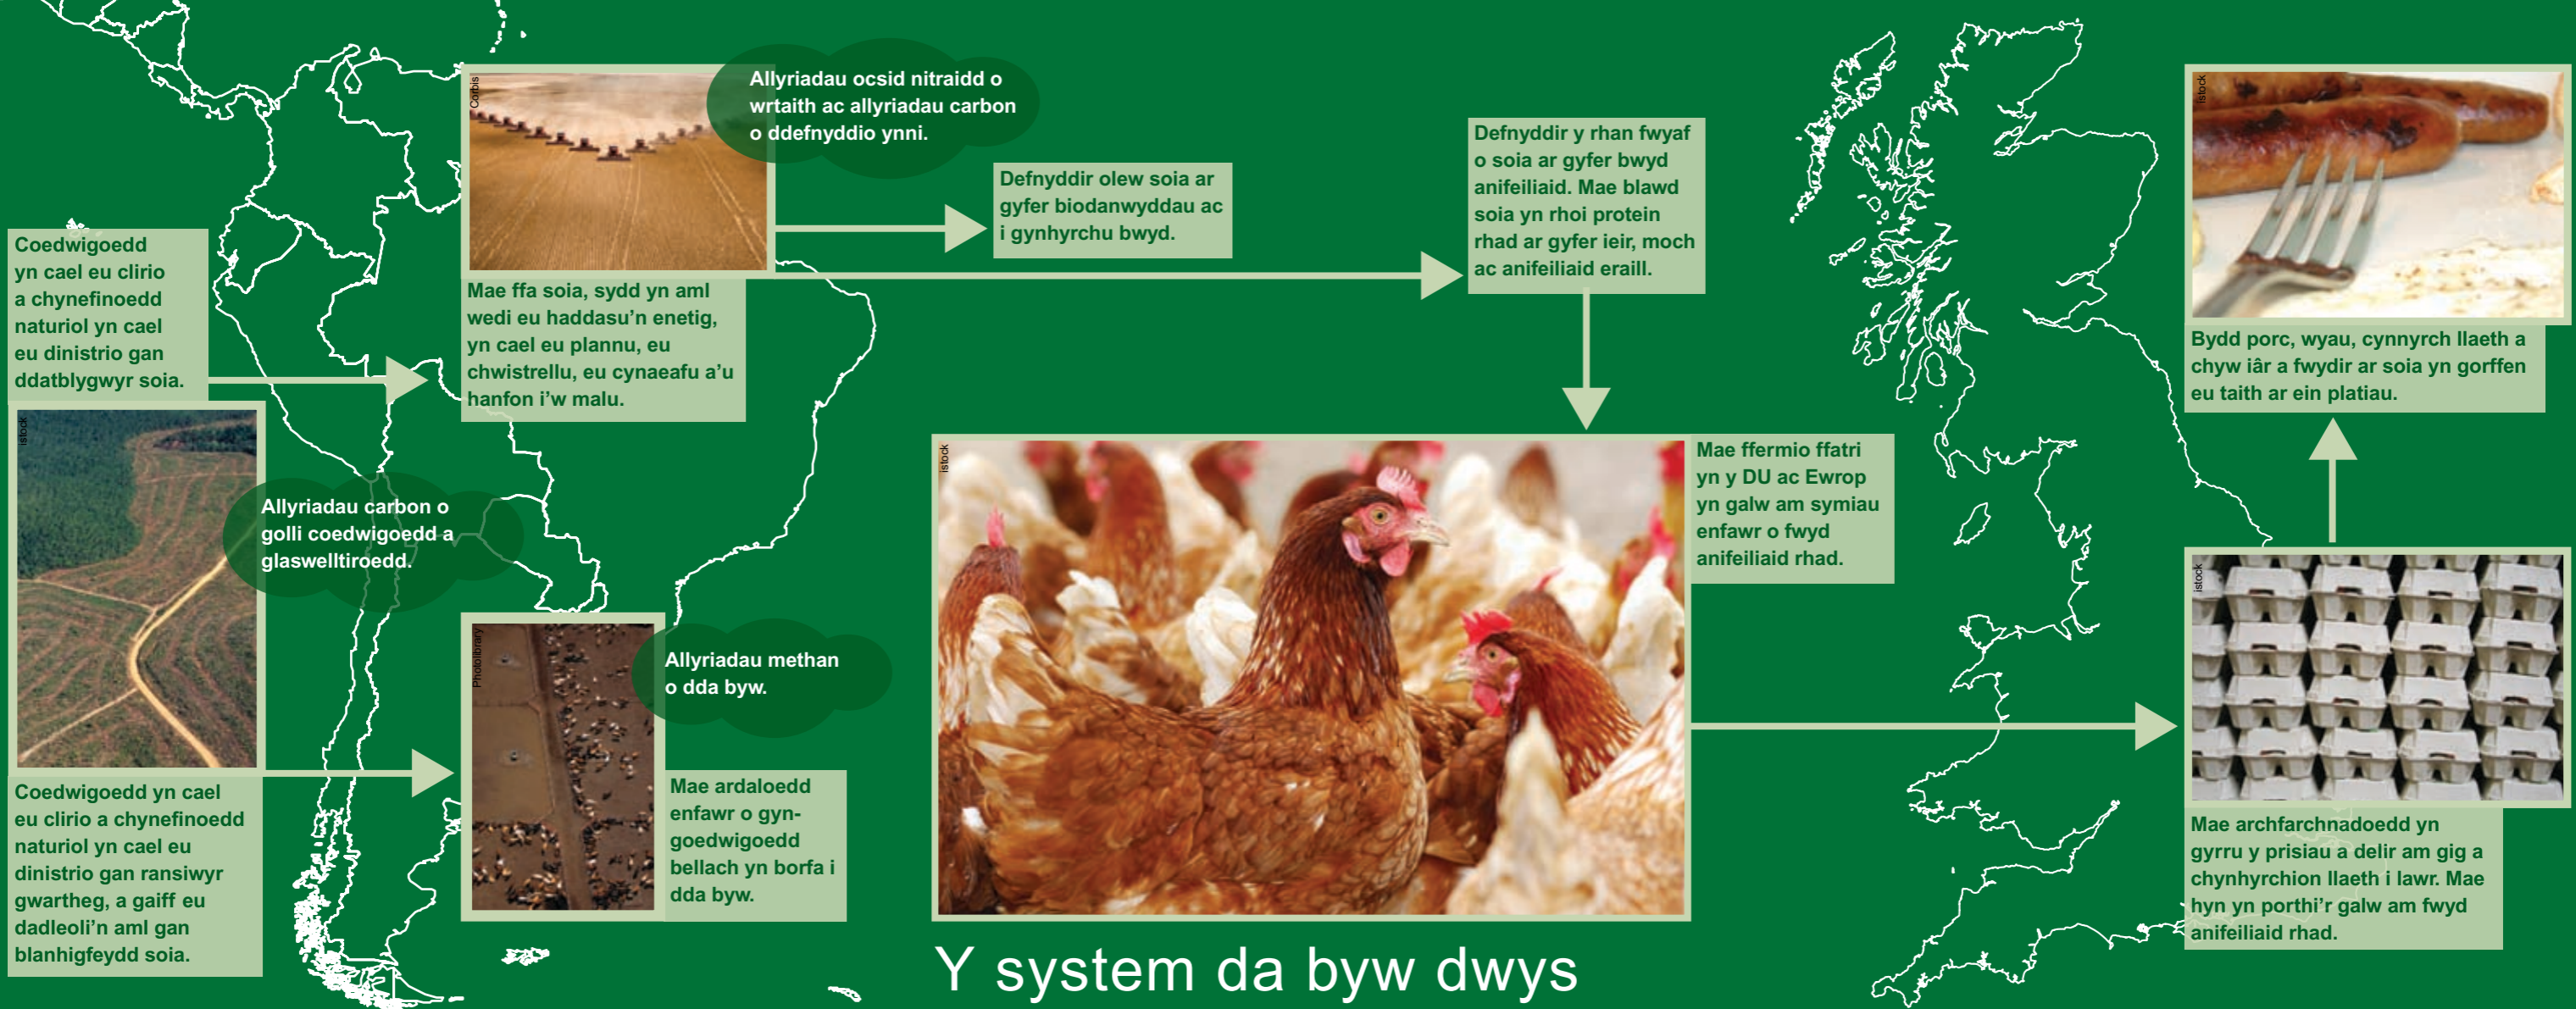 Coedwigoedd
yn cael eu clirio
a chynefinoedd
naturiol yn cael
eu dinistrio gan
ddatblygwyr soia.
istock
Allyriadau carbon o
golli coedwigoedd a
glaswelltiroedd.
Coedwigoedd yn cael
eu clirio a chynefinoedd
naturiol yn cael eu
dinistrio gan ransiwyr
gwartheg, a gaiff eu
dadleoli'n aml gan
blanhigfeydd soia.
Corbis
Allyriadau ocsid nitraidd o
wrtaith ac allyriadau carbon
o ddefnyddio ynni.
Mae ffa soia, sydd yn aml
wedi eu haddasu'n enetig,
yn cael eu plannu, eu
chwistrellu, eu cynaeafu a'u
hanfon i'w malu.
Photolibrary
Allyriadau methan
o dda byw.
Mae ardaloedd
enfawr o gyn-
goedwigoedd
bellach yn borfa i
dda byw.
Defnyddir olew soia ar
gyfer biodanwyddau ac
i gynhyrchu bwyd.
Defnyddir y rhan fwyaf
o soia ar gyfer bwyd
anifeiliaid. Mae blawd
soia yn rhoi protein
rhad ar gyfer ieir, moch
ac anifeiliaid eraill.
istock
Mae ffermio ffatri
yn y DU ac Ewrop
yn galw am symiau
enfawr o fwyd
anifeiliaid rhad.
istock
Bydd porc, wyau, cynnyrch llaeth a
chyw iâr a fwydir ar soia yn gorffen
eu taith ar ein platiau.
istock
Mae archfarchnadoedd yn
gyrru y prisiau a delir am gig a
chynhyrchion llaeth i lawr. Mae
hyn yn porthi'r galw am fwyd
anifeiliaid rhad.
Y system da byw dwys